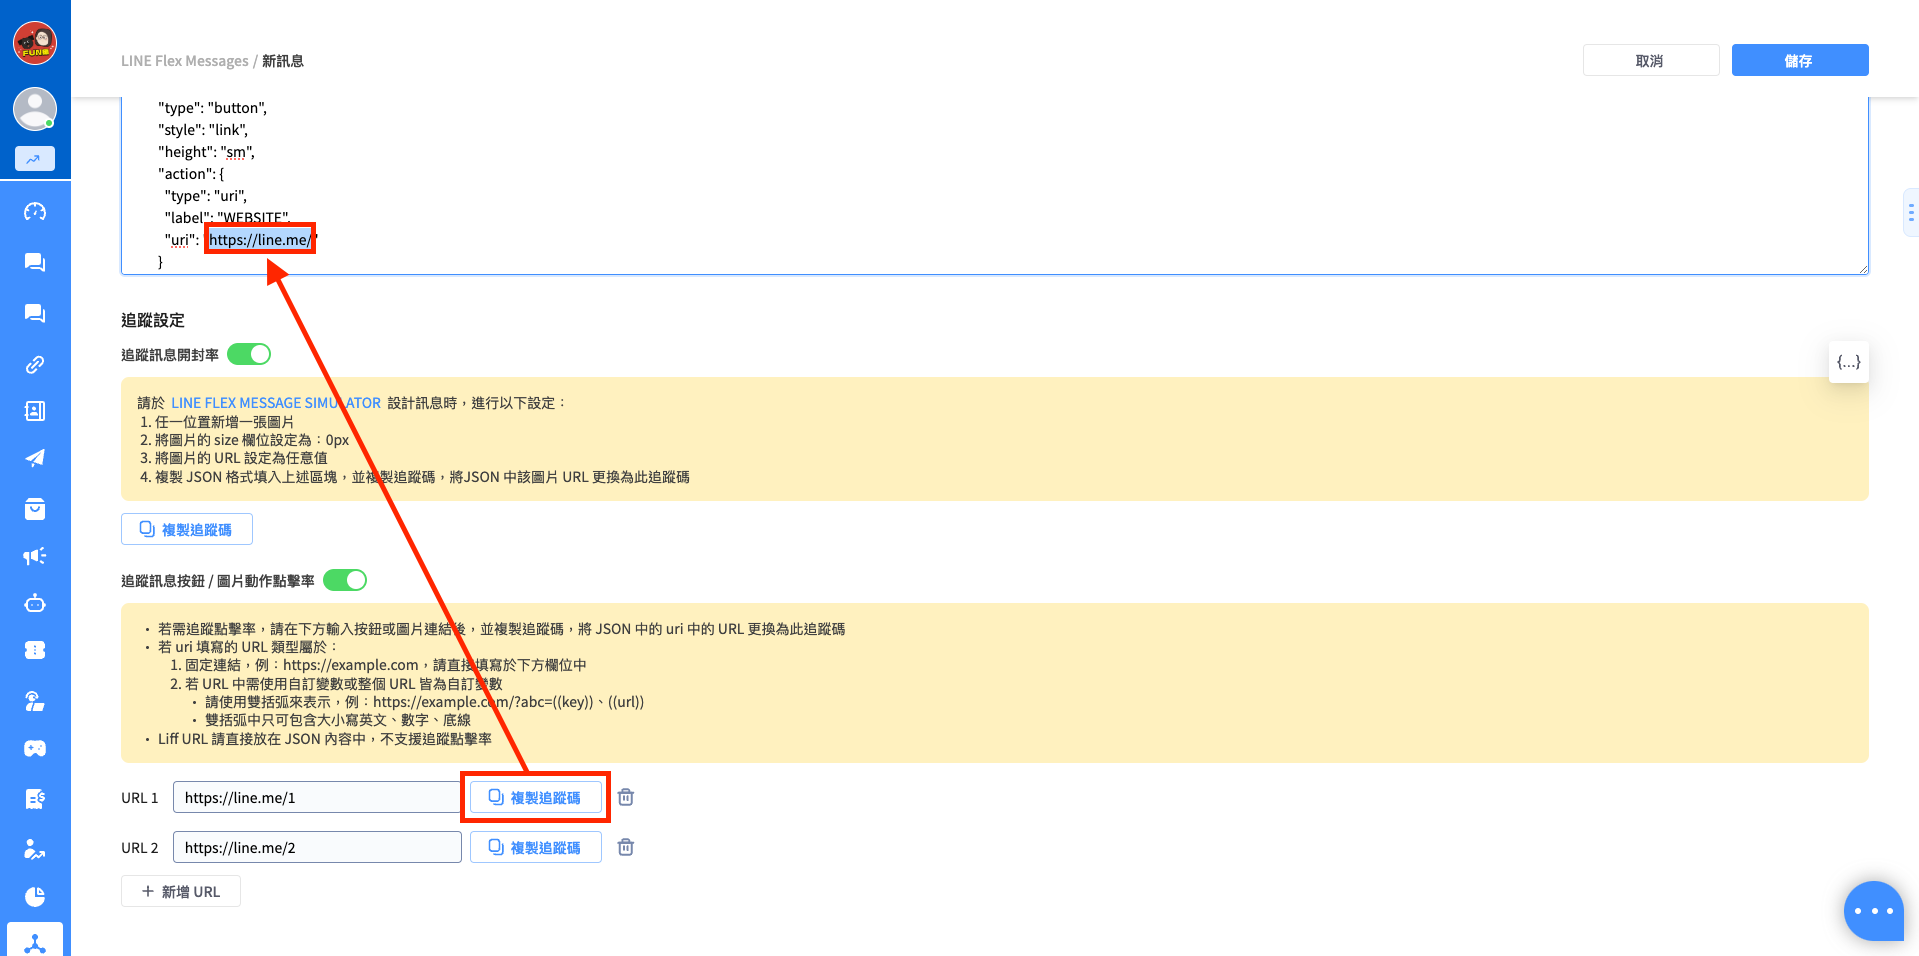 FUN
LINE Flex Messages / 新訊息
取消
儲存
"type": "button",
"style": "link",
"height": "sm",
"action": {
"type": "uri",
"label": "WEBSITE",
"uri": "https://line.me/"
}
追蹤設定
追蹤訊息開封率
{...}
請於 LINE FLEX MESSAGE SIMULATOR 設計訊息時，進行以下設定：
1. 任一位置新增一張圖片
2. 將圖片的 size 欄位設定為：0px
3. 將圖片的 URL 設定為任意值
4. 複製 JSON 格式填入上述區塊，並複製追蹤碼，將JSON 中該圖片 URL 更換為此追蹤碼
複製追蹤碼
追蹤訊息按鈕 / 圖片動作點擊率
• 若需追蹤點擊率，請在下方輸入按鈕或圖片連結後，並複製追蹤碼，將 JSON 中的 uri 中的 URL 更換為此追蹤碼
• 若 uri 填寫的 URL 類型屬於：
1. 固定連結，例：https://example.com，請直接填寫於下方欄位中
2. 若 URL 中需使用自訂變數或整個 URL 皆為自訂變數
• 請使用雙括弧來表示，例：https://example.com/?abc=((key))、((url))
• 雙括弧中只可包含大小寫英文、數字、底線
• Liff URL 請直接放在 JSON 內容中，不支援追蹤點擊率
URL 1 https://line.me/1 複製追蹤碼
URL 2 https://line.me/2 複製追蹤碼
+ 新增 URL